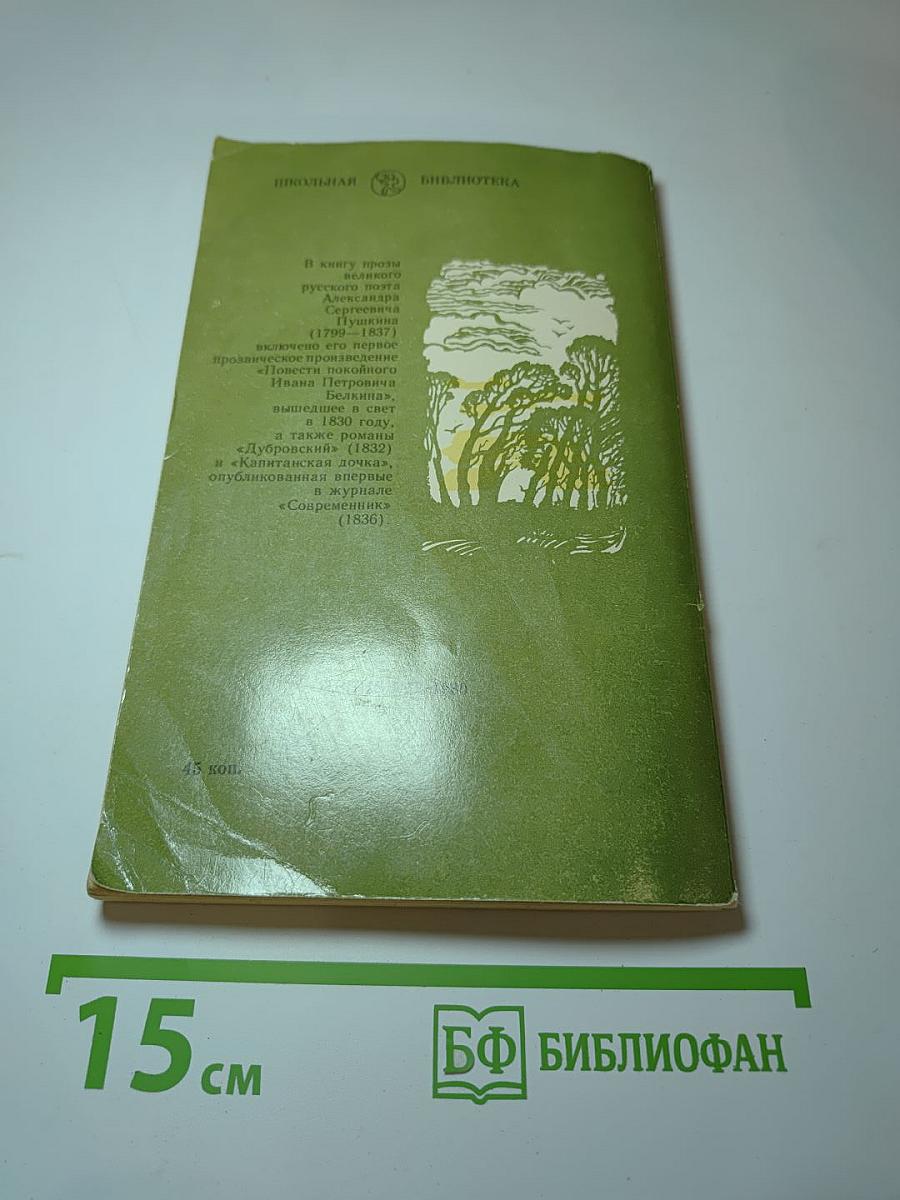 ШКОЛЬНАЯ БИБЛИОТЕКА
В книгу прозы
великого
русского поэта
Александра
Сергеевича
Пушкина
(1799—1837)
включено его первое
прозаическое произведение
«Повести покойного
Ивана Петровича
Белкина»,
вышедшее в свет
в 1830 году,
а также романы
«Дубровский» (1832)
и «Капитанская дочка»,
опубликованная впервые
в журнале
«Современник»
(1836).
45 коп.
15 см
БФ БИБЛИОФАН